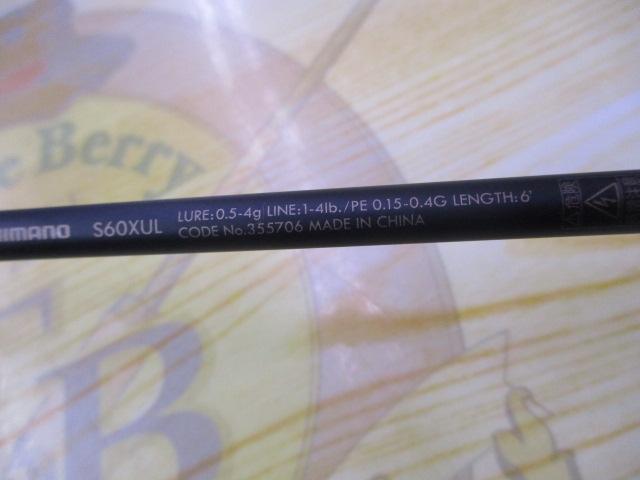 Berry
SHIMANO S60XUL LURE:0.5-4g LINE:1-4lb./PE 0.15-0.4G LENGTH:6'
CODE No.355706 MADE IN CHINA
B